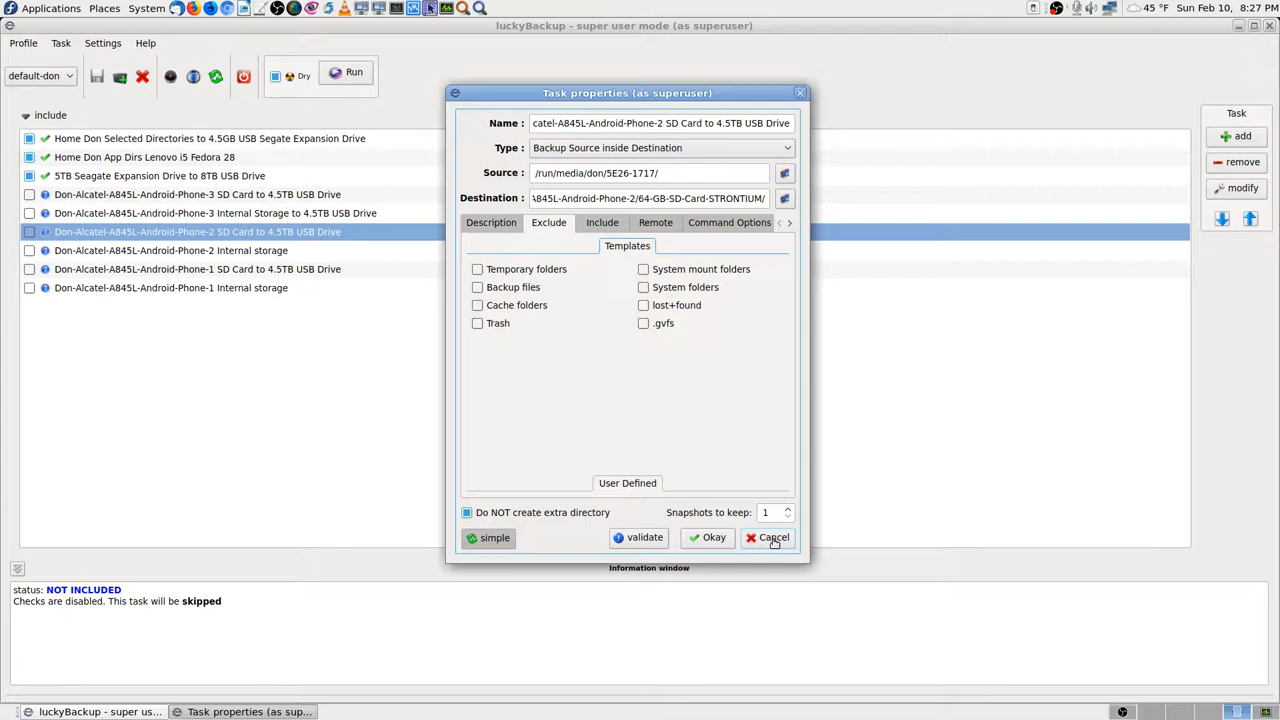 Applications Places System 45 °F Sun Feb 10, 8:27 PM
luckyBackup - super user mode (as superuser)
Profile Task Settings Help
default-don Dry Run
include
Home Don Selected Directories to 4.5GB USB Segate Expansion Drive
Home Don App Dirs Lenovo i5 Fedora 28
5TB Seagate Expansion Drive to 8TB USB Drive
Don-Alcatel-A845L-Android-Phone-3 SD Card to 4.5TB USB Drive
Don-Alcatel-A845L-Android-Phone-3 Internal Storage to 4.5TB USB Drive
Don-Alcatel-A845L-Android-Phone-2 SD Card to 4.5TB USB Drive
Don-Alcatel-A845L-Android-Phone-2 Internal storage
Don-Alcatel-A845L-Android-Phone-1 SD Card to 4.5TB USB Drive
Don-Alcatel-A845L-Android-Phone-1 Internal storage
Task
add
remove
modify
Task properties (as superuser)
Name : catel-A845L-Android-Phone-2 SD Card to 4.5TB USB Drive
Type : Backup Source inside Destination
Source : /run/media/don/5E26-1717/
Destination : A845L-Android-Phone-2/64-GB-SD-Card-STRONTIUM/
Description Exclude Include Remote Command Options
Templates
Temporary folders System mount folders
Backup files System folders
Cache folders lost+found
Trash .gvfs
User Defined
Do NOT create extra directory Snapshots to keep: 1
simple validate Okay Cancel
Information window
status: NOT INCLUDED
Checks are disabled. This task will be skipped
luckyBackup - super us... Task properties (as sup...